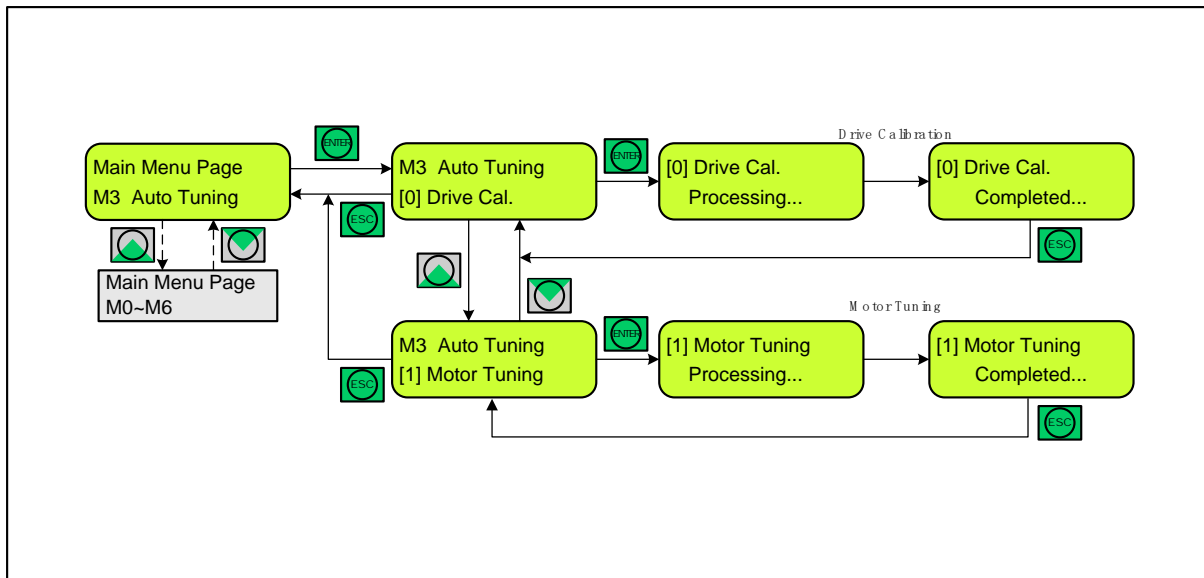 Drive Calibration
ENTER
ENTER
Main Menu Page
M3 Auto Tuning
M3 Auto Tuning
[0] Drive Cal.
[0] Drive Cal.
Processing...
[0] Drive Cal.
Completed...
ESC
ESC
Main Menu Page
M0~M6
Motor Tuning
ENTER
M3 Auto Tuning
[1] Motor Tuning
[1] Motor Tuning
Processing...
[1] Motor Tuning
Completed...
ESC
ESC